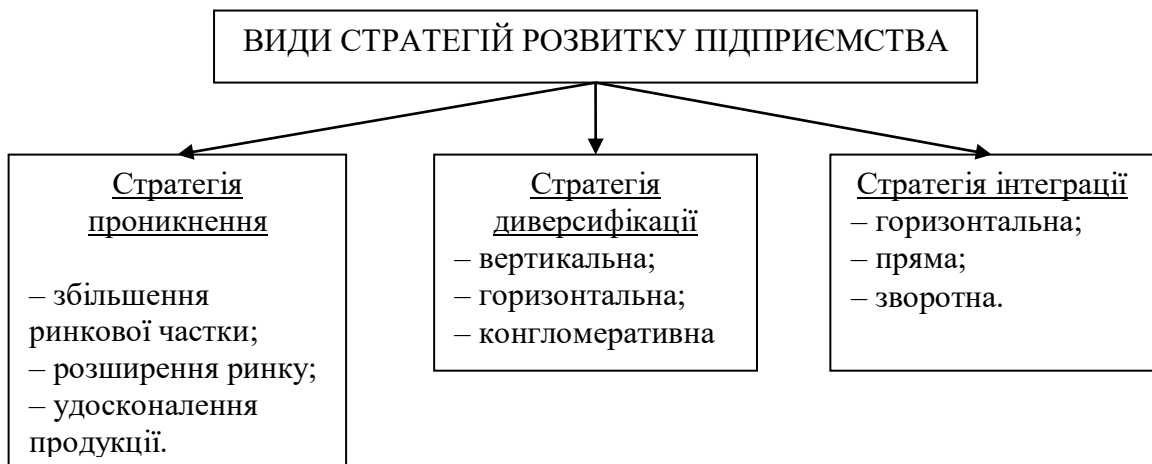 ВИДИ СТРАТЕГІЙ РОЗВИТКУ ПІДПРИЄМСТВА
Стратегія
проникнення
– збільшення
ринкової частки;
– розширення ринку;
– удосконалення
продукції.
Стратегія
диверсифікації
– вертикальна;
– горизонтальна;
– конгломеративна
Стратегія інтеграції
– горизонтальна;
– пряма;
– зворотна.